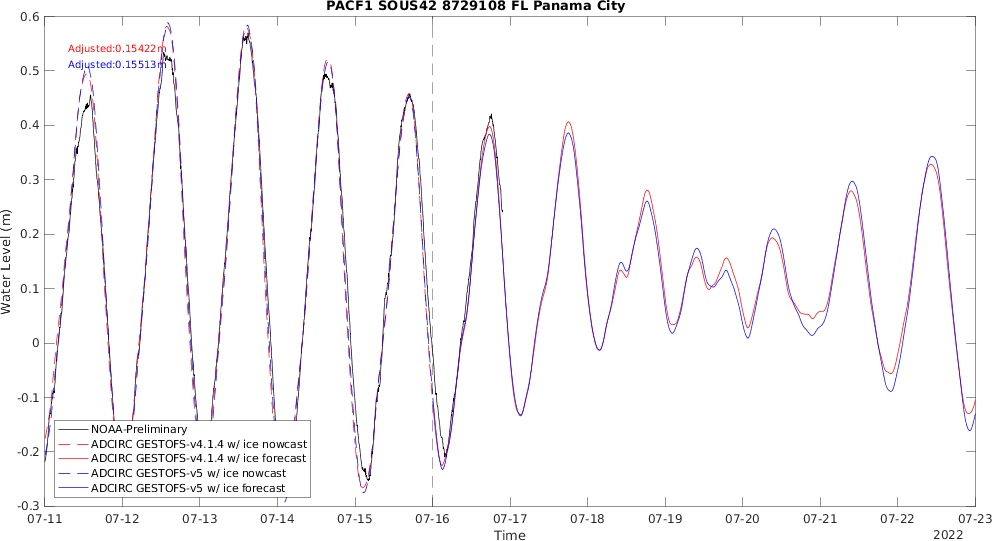 PACF1 SOUS42 8729108 FL Panama City
Adjusted:0.15422m
Adjusted:0.15513m
Water Level (m)
0.6
0.5
0.4
0.3
0.2
0.1
0
-0.1
-0.2
-0.3
NOAA-Preliminary
ADCIRC GESTOFS-v4.1.4 w/ ice nowcast
ADCIRC GESTOFS-v4.1.4 w/ ice forecast
ADCIRC GESTOFS-v5 w/ ice nowcast
ADCIRC GESTOFS-v5 w/ ice forecast
07-11 07-12 07-13 07-14 07-15 07-16 07-17 07-18 07-19 07-20 07-21 07-22 07-23
Time
2022